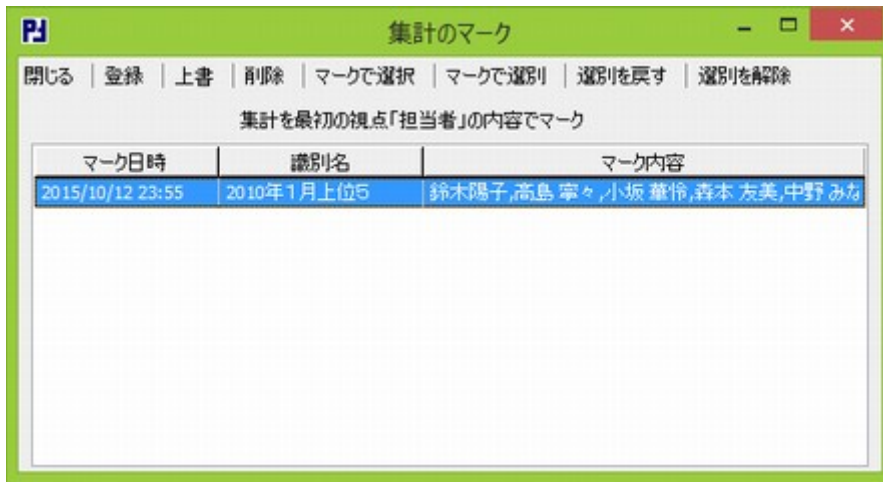 集計のマーク
閉じる 登録 上書 削除 マークで選択 マークで選別 選別を戻す 選別を解除
集計を最初の視点「担当者」の内容でマーク
マーク日時 識別名 マーク内容
2015/10/12 23:55 2010年1月上位5 鈴木陽子,高島 寧々,小坂 華怜,森本 友美,中野 みな